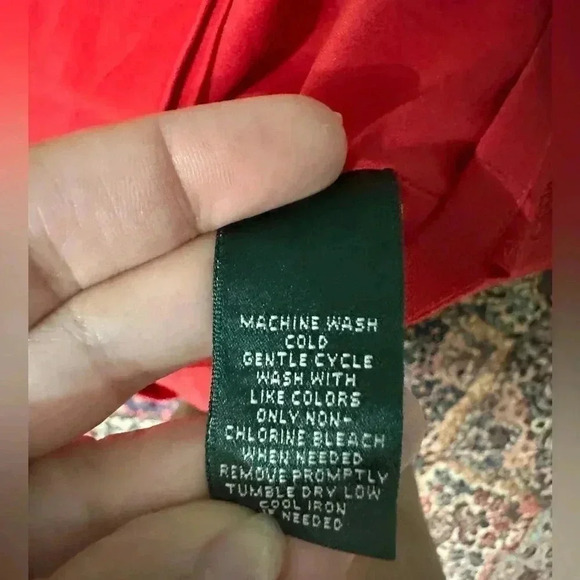 MACHINE WASH
COLD
GENTLE CYCLE
WASH WITH
LIKE COLORS
ONLY NON-
CHLORINE BLEACH
WHEN NEEDED
REMOVE PROMPTLY
TUMBLE DRY LOW
COOL IRON
IF NEEDED